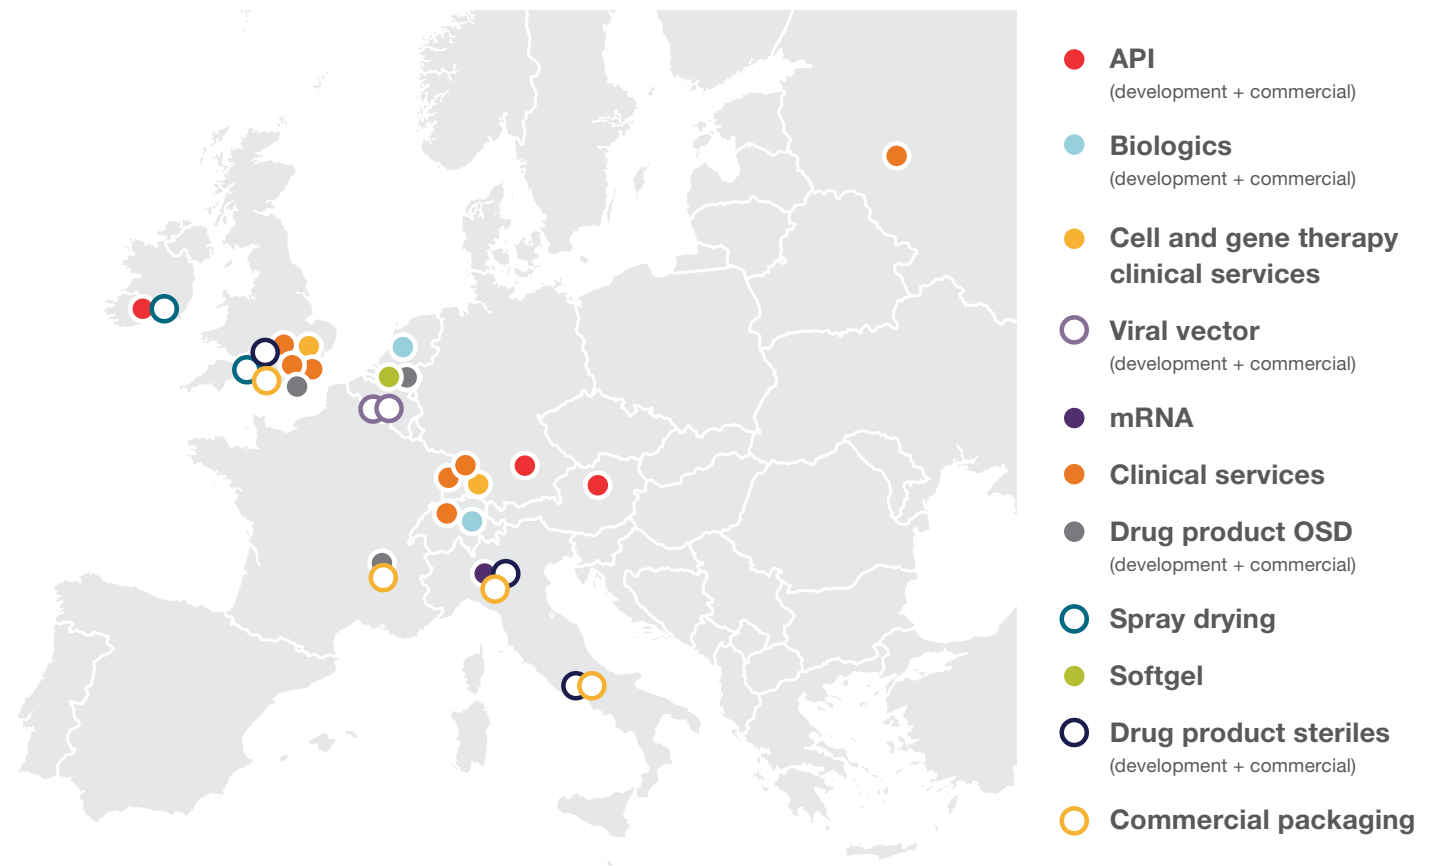 API
(development + commercial)
Biologics
(development + commercial)
Cell and gene therapy
clinical services
Viral vector
(development + commercial)
mRNA
Clinical services
Drug product OSD
(development + commercial)
Spray drying
Softgel
Drug product steriles
(development + commercial)
Commercial packaging